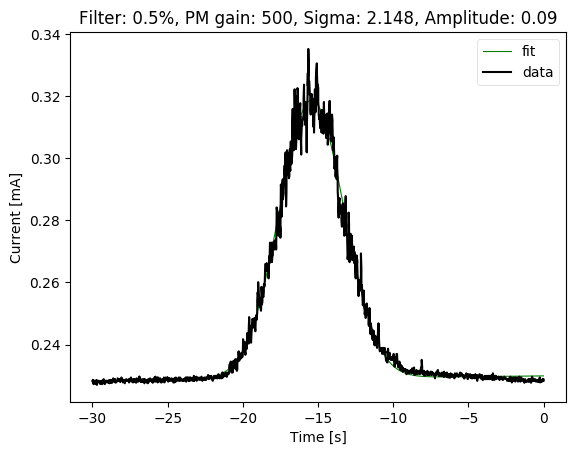 Filter: 0.5%, PM gain: 500, Sigma: 2.148, Amplitude: 0.09
fit
data
Current [mA]
0.34
0.32
0.30
0.28
0.26
0.24
−30
−25
−20
−15
−10
−5
0
Time [s]